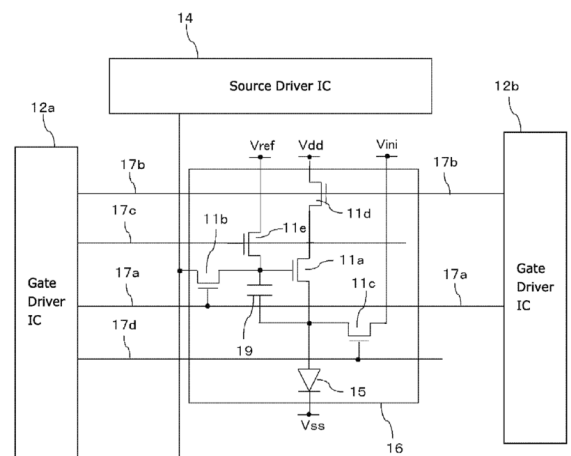 14
Source Driver IC
12a
12b
Vref
Vdd
Vini
17b
17b
11d
17c
11e
11b
17a
11a
17a
11c
Gate
Driver
IC
Gate
Driver
IC
17d
19
15
Vss
16